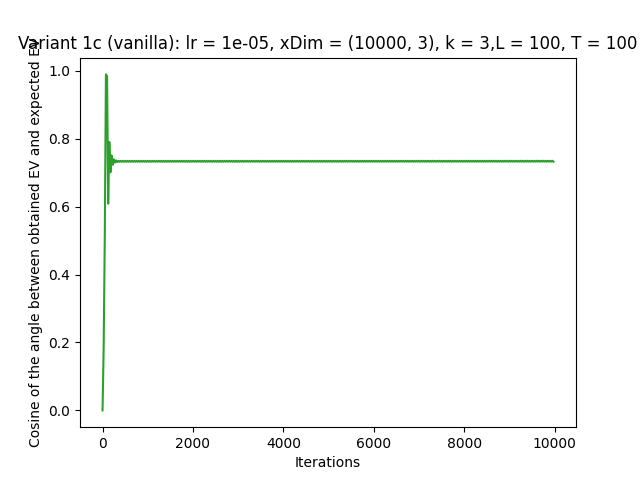 Variant 1c (vanilla): lr = 1e-05, xDim = (10000, 3), k = 3,L = 100, T = 100
Cosine of the angle between obtained EV and expected EV
1.0
0.8
0.6
0.4
0.2
0.0
0 2000 4000 6000 8000 10000
Iterations